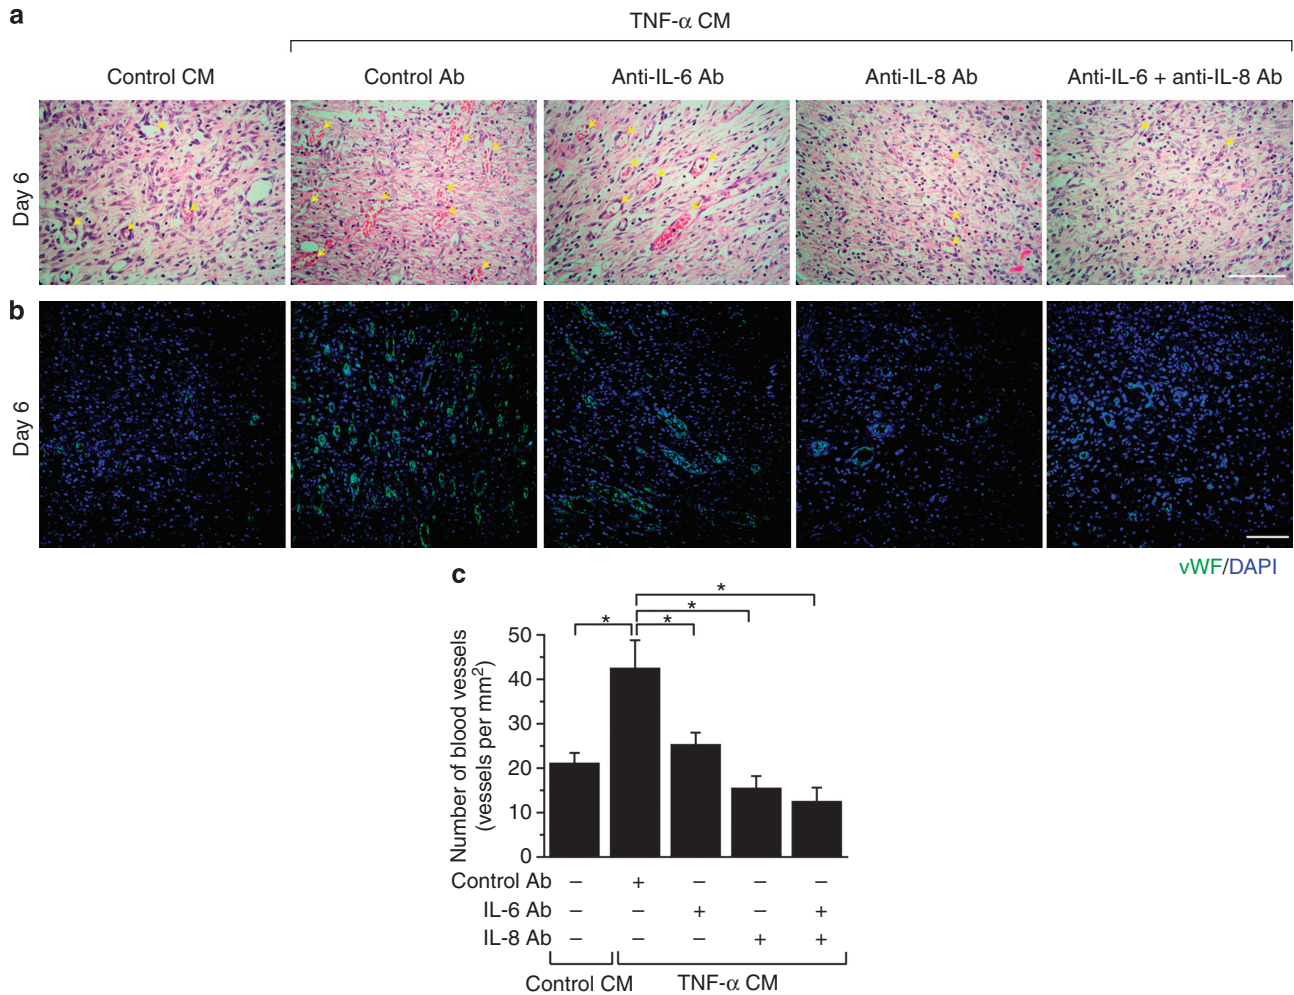 a
TNF-α CM
Control CM
Control Ab
Anti-IL-6 Ab
Anti-IL-8 Ab
Anti-IL-6 + anti-IL-8 Ab
Day 6
b
Day 6
vWF/DAPI
c
Number of blood vessels
(vessels per mm²)
50
40
30
20
10
0
* * * *
Control Ab − + − − −
IL-6 Ab − − + − +
IL-8 Ab − − − + +
Control CM TNF-α CM